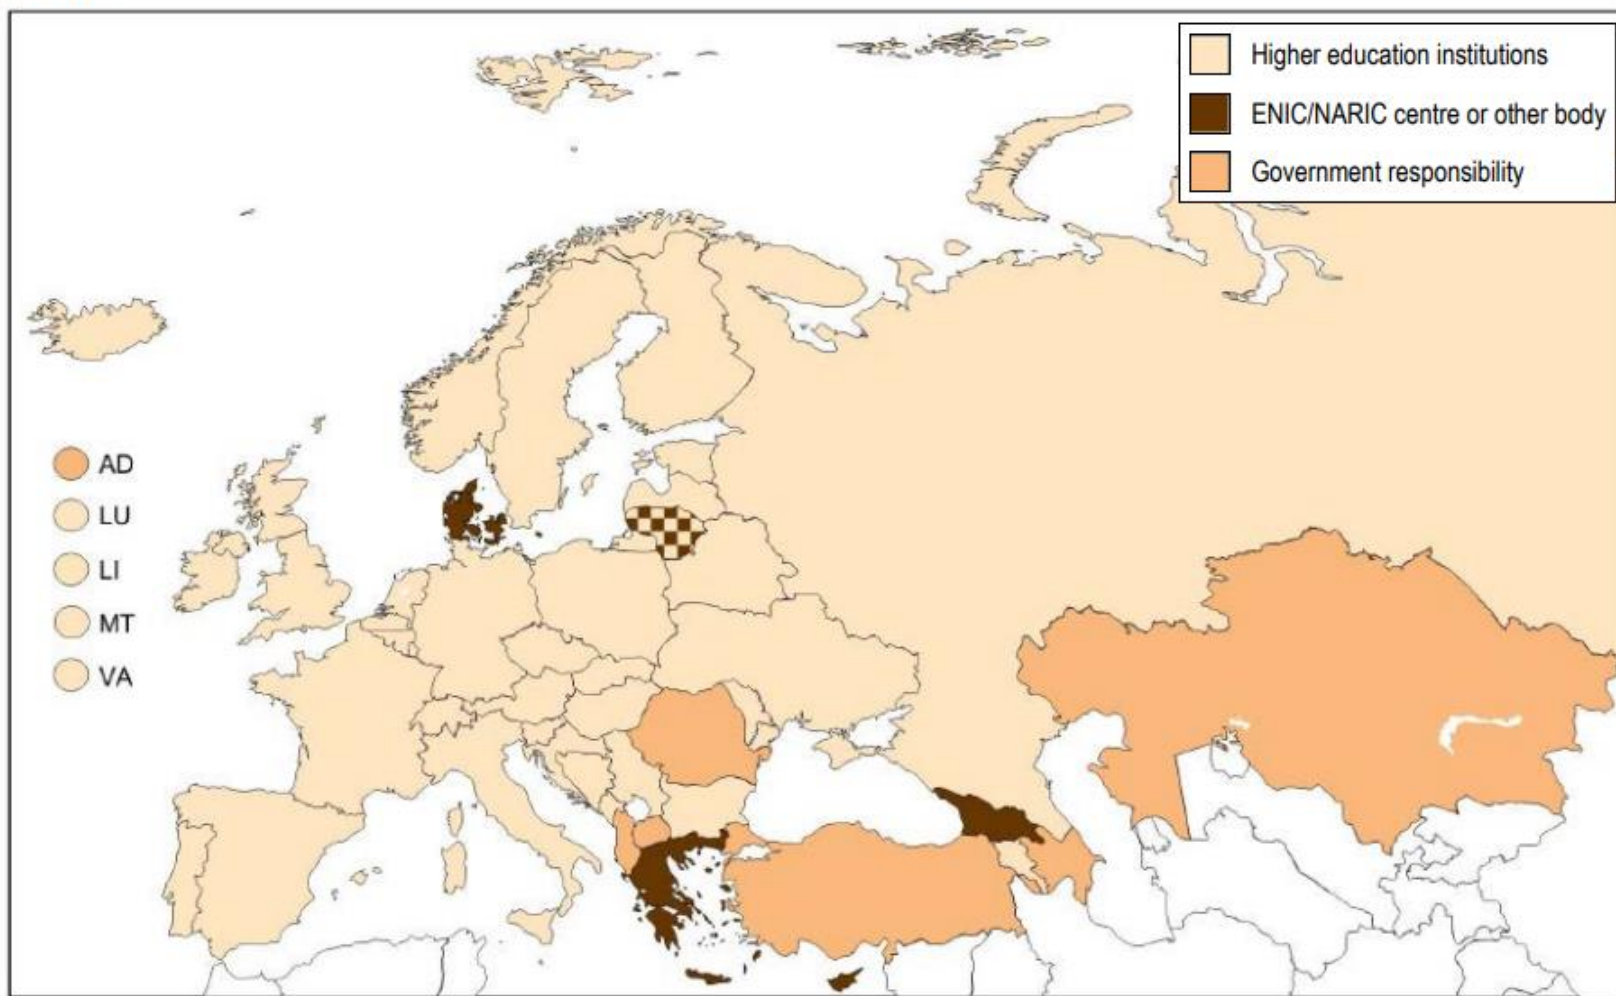 Higher education institutions
ENIC/NARIC centre or other body
Government responsibility
AD
LU
LI
MT
VA